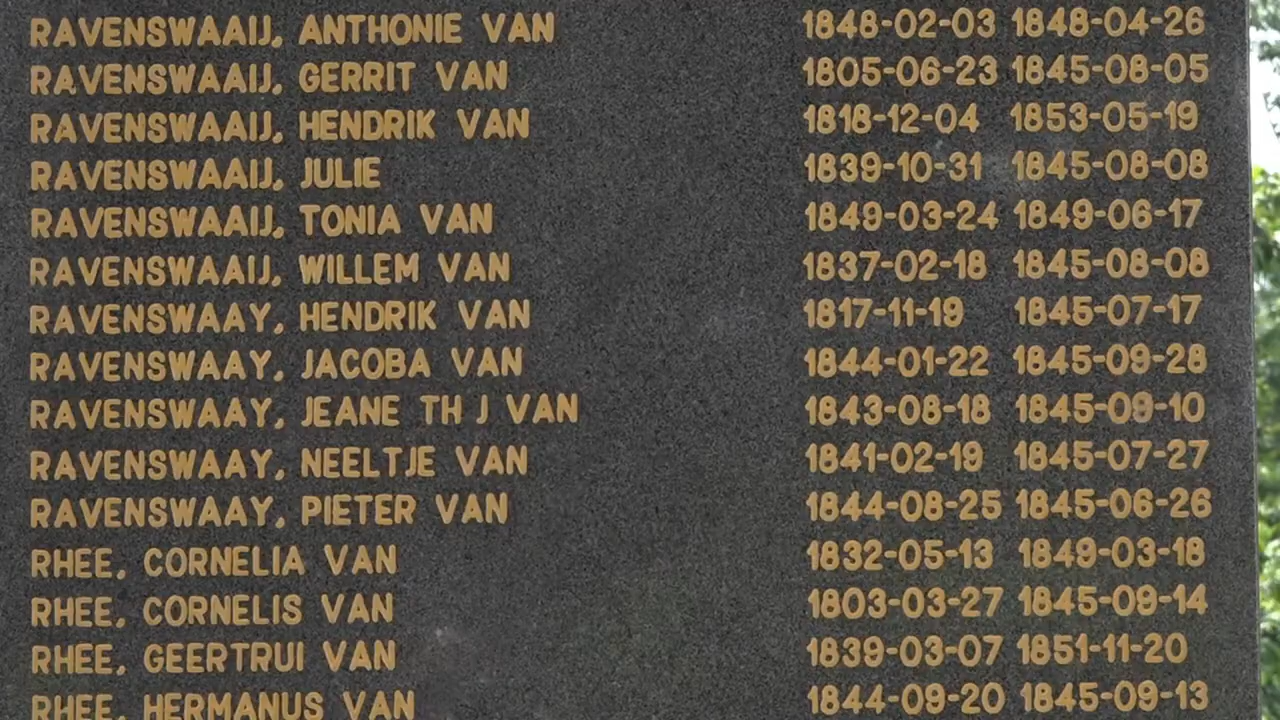 RAVENSWAAIJ, ANTHONIE VAN 1848-02-03 1848-04-26
RAVENSWAAIJ, GERRIT VAN 1805-06-23 1845-08-05
RAVENSWAAIJ, HENDRIK VAN 1818-12-04 1853-05-19
RAVENSWAAIJ, JULIE 1839-10-31 1845-08-08
RAVENSWAAIJ, TONIA VAN 1849-03-24 1849-06-17
RAVENSWAAIJ, WILLEM VAN 1837-02-18 1845-08-08
RAVENSWAAY, HENDRIK VAN 1817-11-19 1845-07-17
RAVENSWAAY, JACOBA VAN 1844-01-22 1845-09-28
RAVENSWAAY, JEANE TH J VAN 1843-08-18 1845-09-10
RAVENSWAAY, NEELTJE VAN 1841-02-19 1845-07-27
RAVENSWAAY, PIETER VAN 1844-08-25 1845-06-26
RHEE, CORNELIA VAN 1832-05-13 1849-03-18
RHEE, CORNELIS VAN 1803-03-27 1845-09-14
RHEE, GEERTRUI VAN 1839-03-07 1851-11-20
RHEE, HERMANUS VAN 1844-09-20 1845-09-13